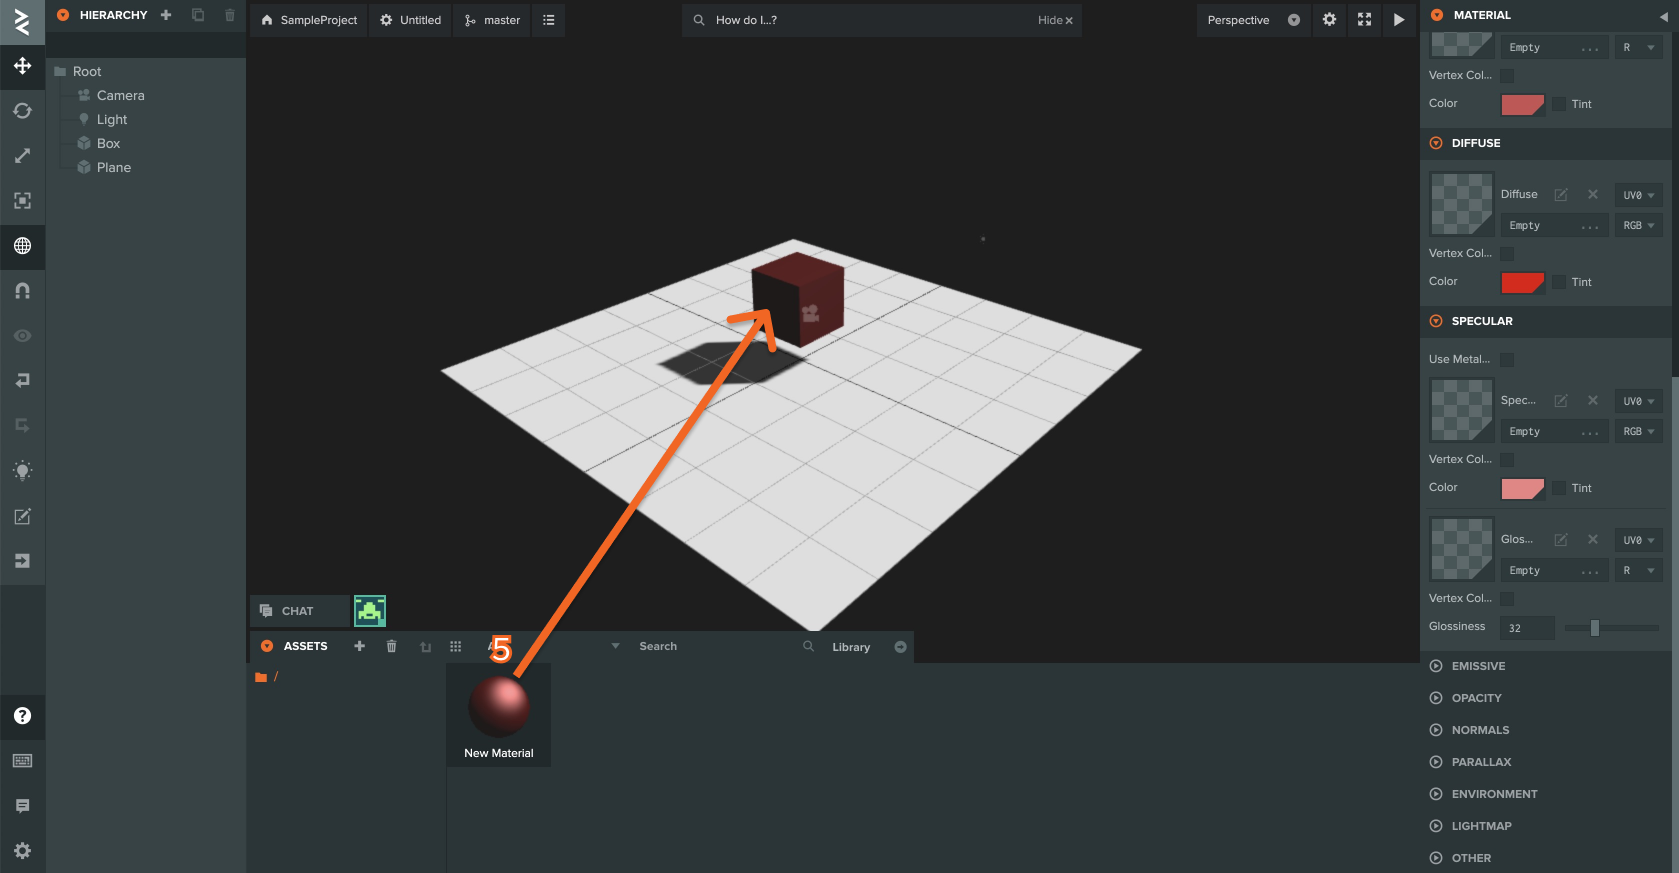 HIERARCHY
Root
Camera
Light
Box
Plane
SampleProject
Untitled
master
How do I...?
Hide
Perspective
MATERIAL
Empty ... R
Vertex Col...
Color Tint
DIFFUSE
Diffuse UV0
Empty ... RGB
Vertex Col...
Color Tint
SPECULAR
Use Metal...
Spec... UV0
Empty ... RGB
Vertex Col...
Color Tint
Glos... UV0
Empty ... R
Vertex Col...
Glossiness 32
EMISSIVE
OPACITY
NORMALS
PARALLAX
ENVIRONMENT
LIGHTMAP
OTHER
CHAT
ASSETS
5
Search
Library
/
New Material